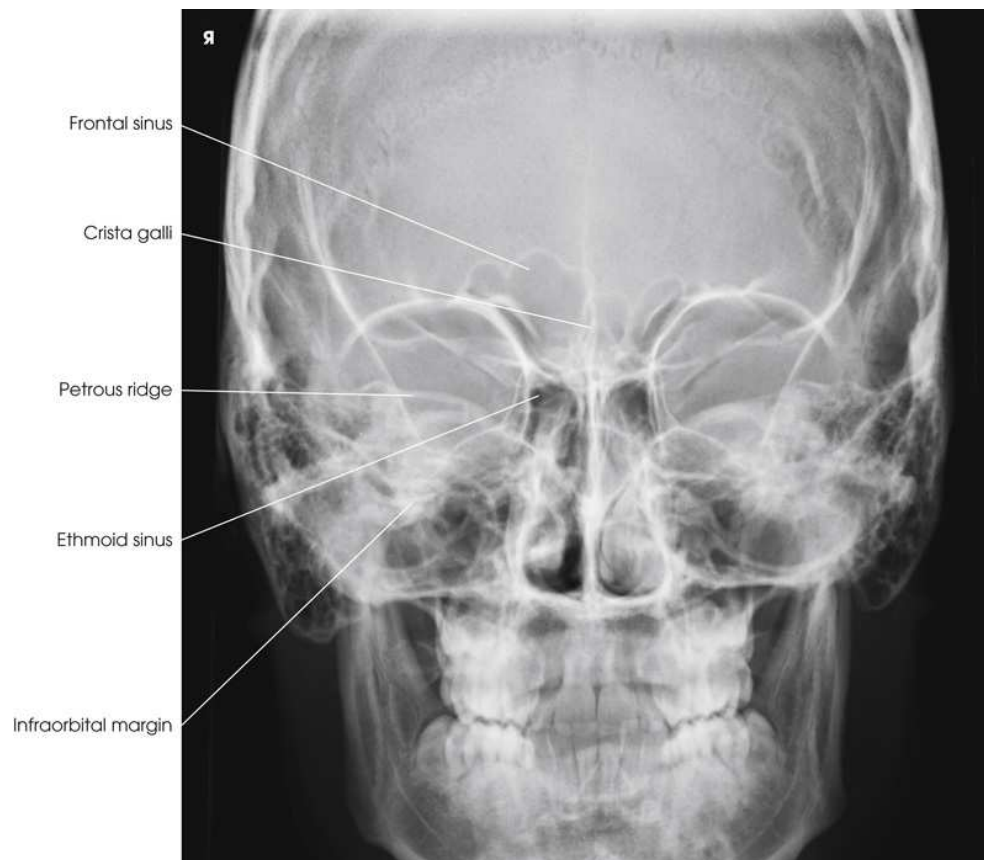 R
Frontal sinus
Crista galli
Petrous ridge
Ethmoid sinus
Infraorbital margin